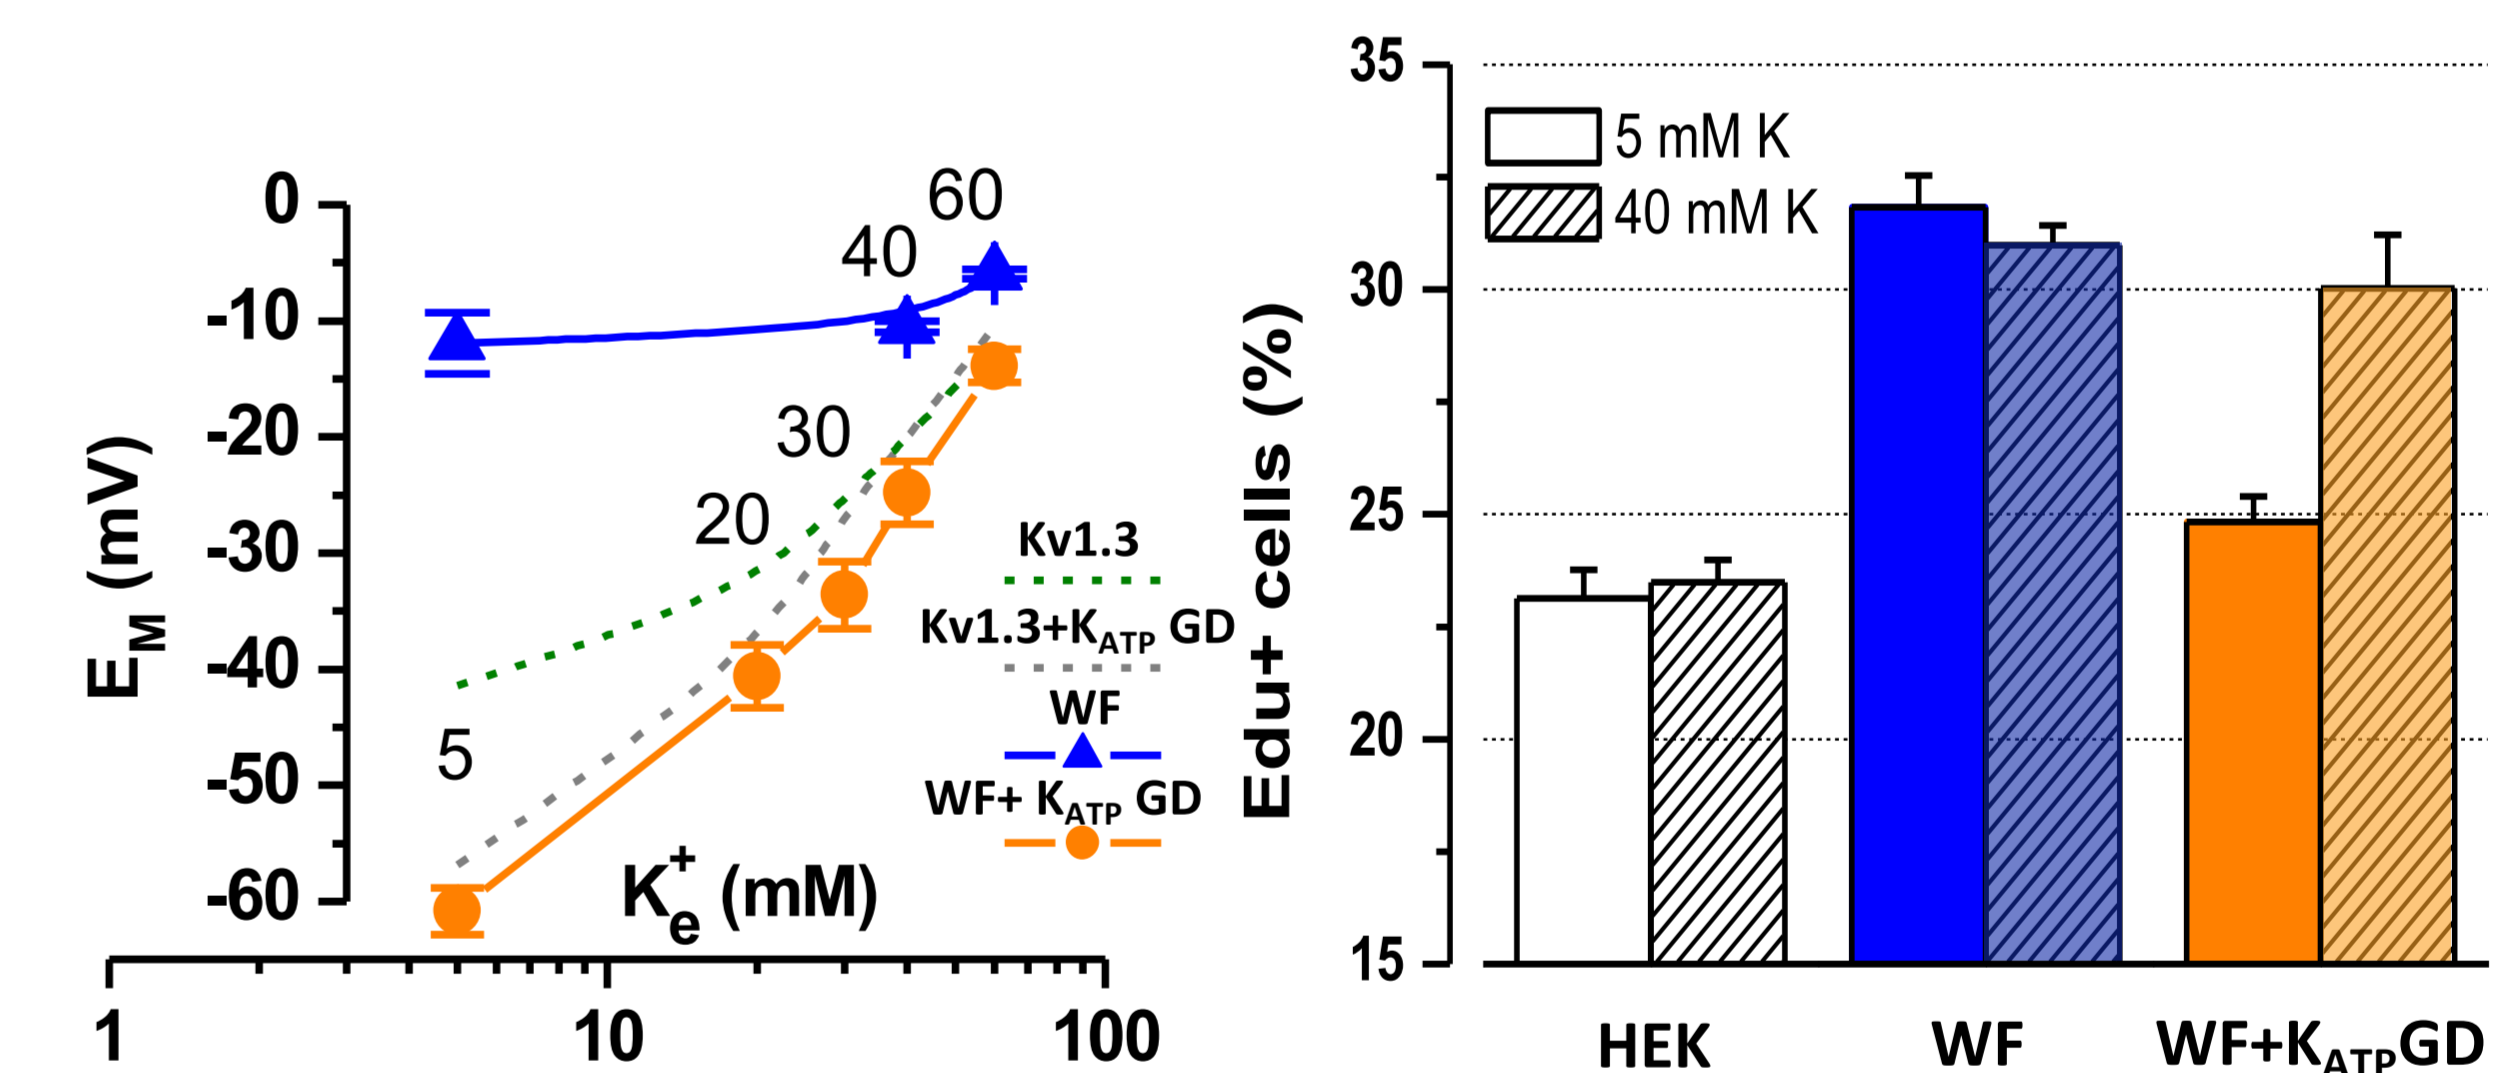 0
-10
-20
-30
-40
-50
-60
E_M (mV)
5
20
30
40
60
Kv1.3
Kv1.3+K_ATP GD
WF
WF+ K_ATP GD
K_e^+ (mM)
1
10
100
35
30
25
20
15
Edu+ cells (%)
5 mM K
40 mM K
HEK
WF
WF+K_ATP GD